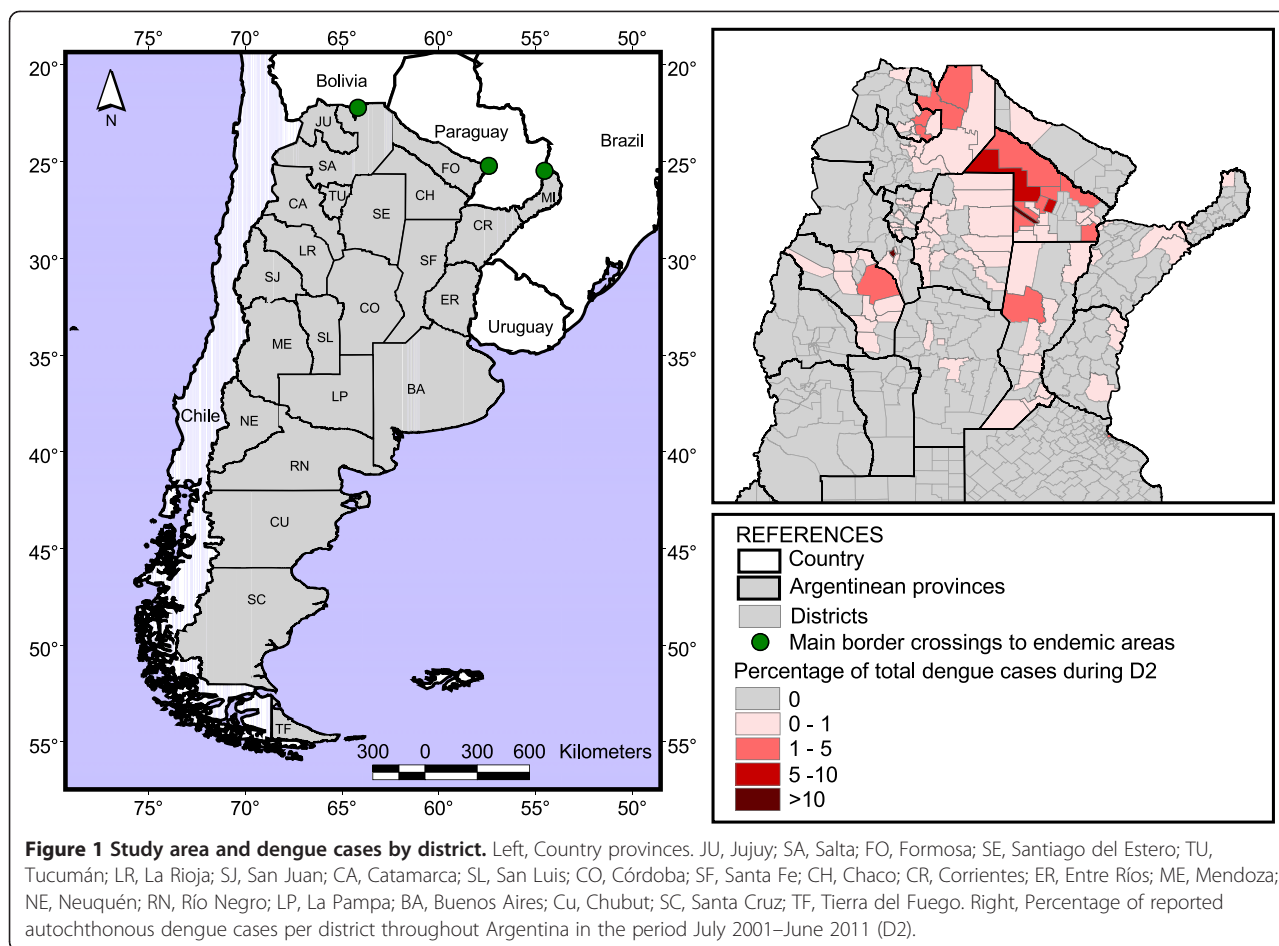 75° 70° 65° 60° 55° 50°
20°
25°
30°
35°
40°
45°
50°
55°
N
Bolivia
Paraguay
Brazil
Uruguay
Chile
JU
SA
FO
CA
TU
SE
CH
MI
CR
LR
SJ
SF
CO
ER
ME
SL
BA
LP
NE
RN
CU
SC
TF
300 0 300 600 Kilometers
20°
25°
30°
35°
40°
45°
50°
55°
75° 70° 65° 60° 55° 50°
REFERENCES
Country
Argentinean provinces
Districts
Main border crossings to endemic areas
Percentage of total dengue cases during D2
0
0 - 1
1 - 5
5 -10
>10
Figure 1 Study area and dengue cases by district. Left, Country provinces. JU, Jujuy; SA, Salta; FO, Formosa; SE, Santiago del Estero; TU,
Tucumán; LR, La Rioja; SJ, San Juan; CA, Catamarca; SL, San Luis; CO, Córdoba; SF, Santa Fe; CH, Chaco; CR, Corrientes; ER, Entre Ríos; ME, Mendoza;
NE, Neuquén; RN, Río Negro; LP, La Pampa; BA, Buenos Aires; Cu, Chubut; SC, Santa Cruz; TF, Tierra del Fuego. Right, Percentage of reported
autochthonous dengue cases per district throughout Argentina in the period July 2001–June 2011 (D2).